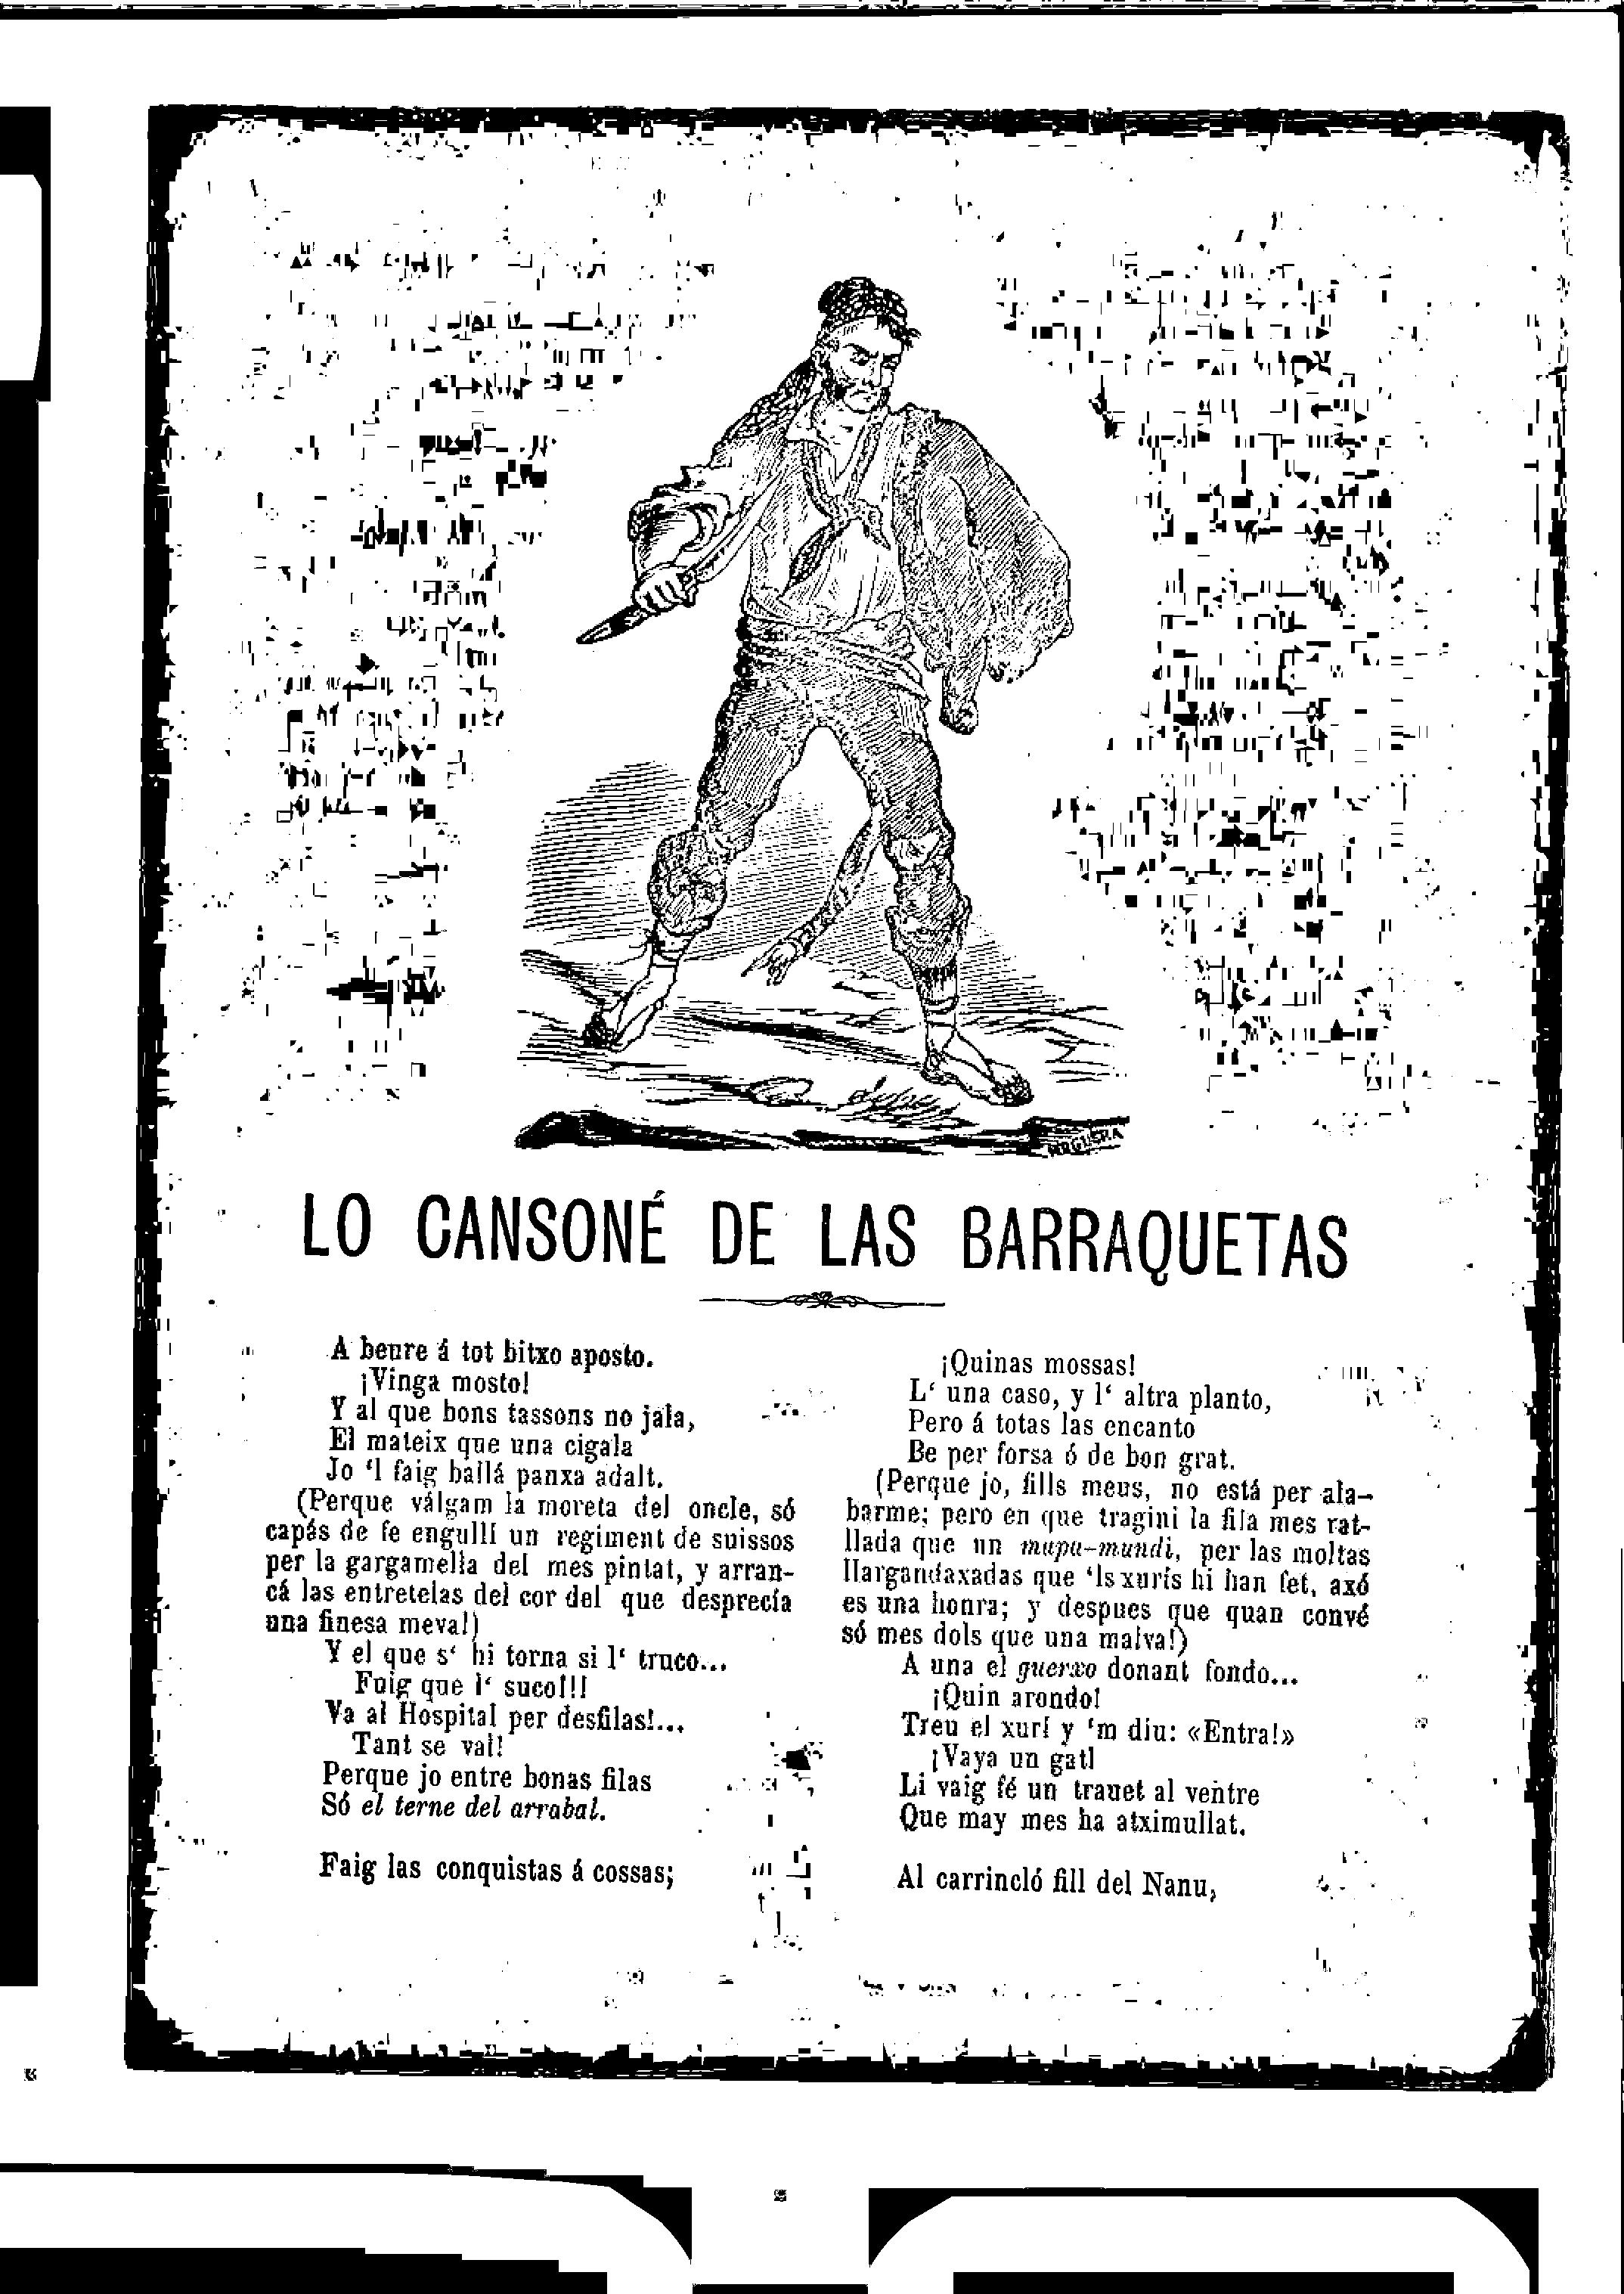 NOGUERA
LO CANSONÉ DE LAS BARRAQUETAS
A beure á tot bitxo aposto.
¡Vinga mosto!
Y al que bons tassons no jala,
El mateix que una cigala
Jo ‘l faig ballá panxa adalt.
(Perque válgam la moreta del oncle, só
capás de fe engullí un regiment de suissos
per la gargamella del mes pintat, y arran-
cá las entretelas del cor del que desprecía
una finesa meva!)
Y el que s‘ hi torna si l‘ truco...
Fuig que l‘ suco!!!
Va al Hospital per desfilas!...
Tant se val!
Perque jo entre bonas filas
Só el terne del arrabal.
Faig las conquistas á cossas;
¡Quinas mossas!
L‘ una caso, y l‘ altra planto,
Pero á totas las encanto
Be per forsa ó de bon grat.
(Perque jo, fills meus, no está per ala-
barme; pero en que tragini la fila mes rat-
llada que un mapa-mundi, per las moltas
llargandaxadas que ‘ls xurís hi han fet, axó
es una honra; y despues que quan convé
só mes dols que una malva!)
A una el guerxo donant fondo...
¡Quin arondo!
Treu el xurí y ‘m diu: «Entra!»
¡Vaya un gat!
Li vaig fé un trauet al ventre
Que may mes ha atximullat.
Al carrincló fill del Nanu,